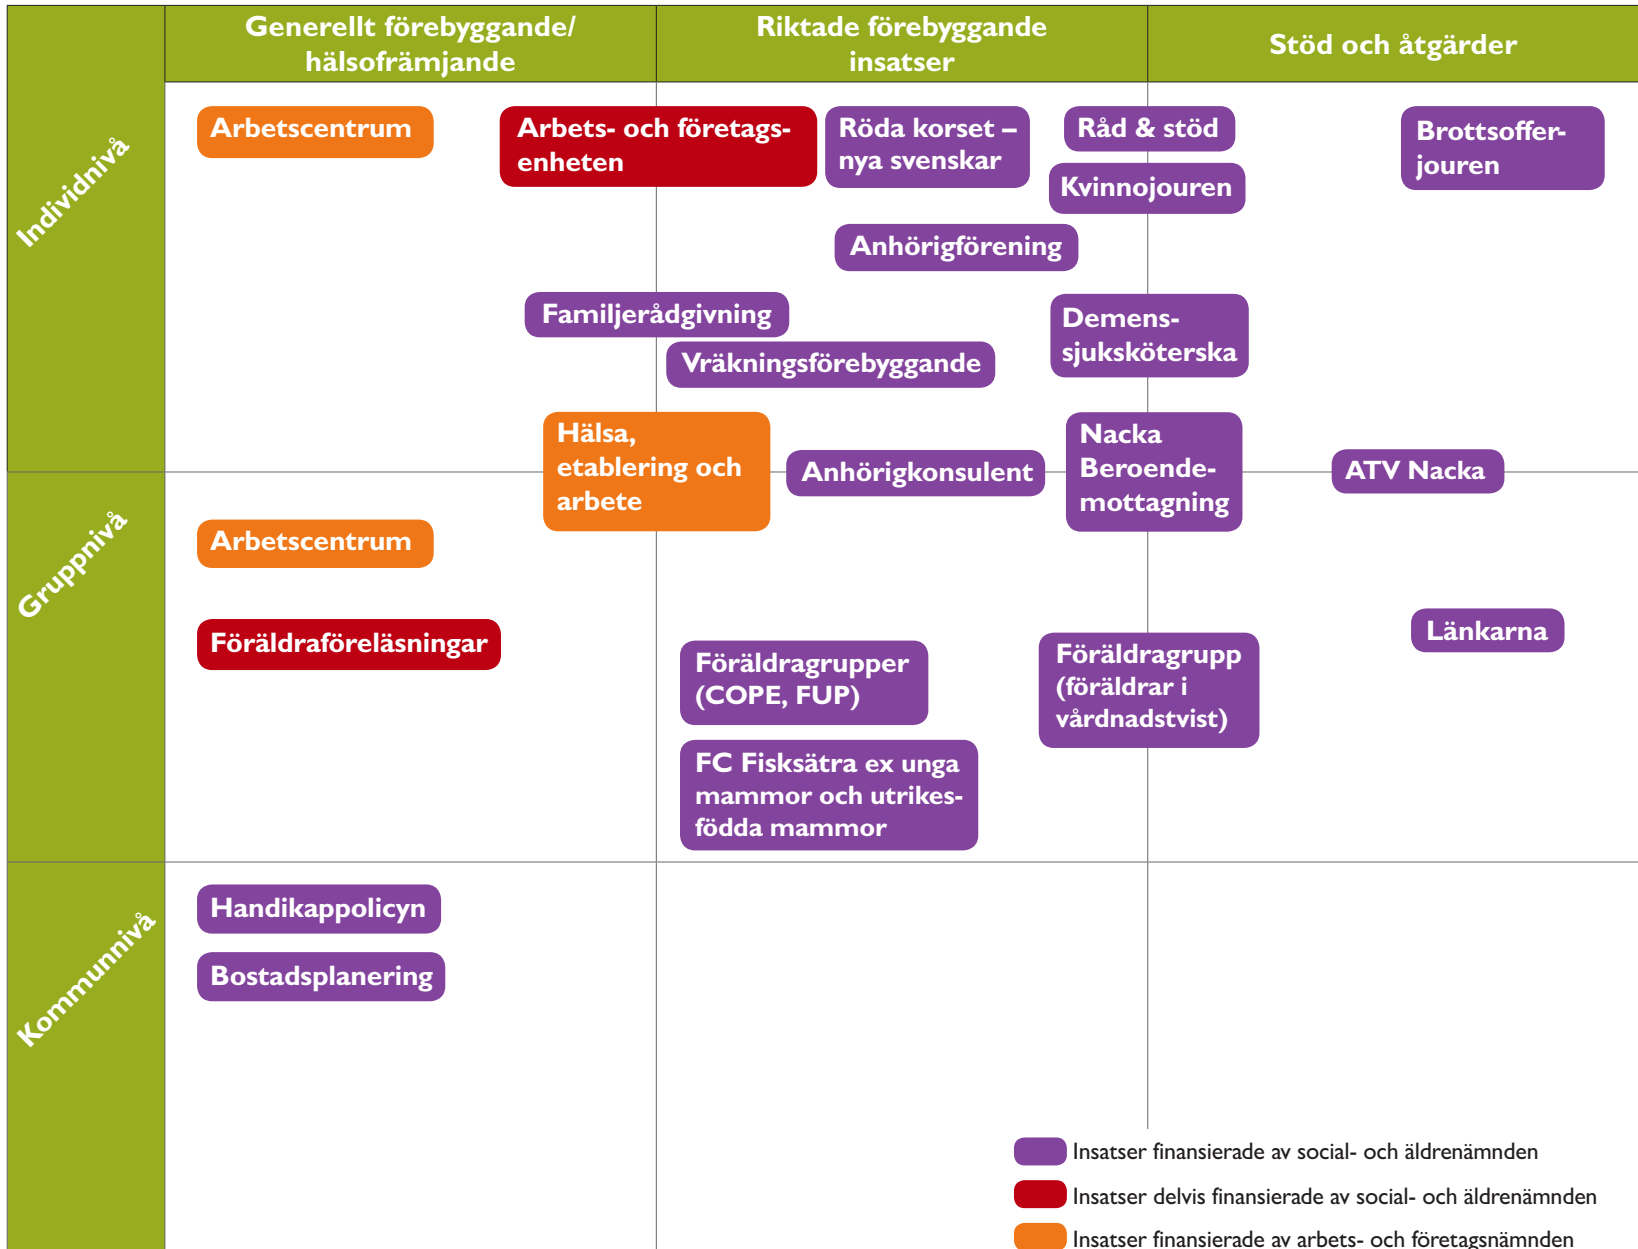 Generellt förebyggande/
hälsofrämjande
Riktade förebyggande
insatser
Stöd och åtgärder
Individnivå
Arbetscentrum
Arbets- och företags-
enheten
Röda korset –
nya svenskar
Råd & stöd
Brottsoffer-
jouren
Kvinnojouren
Anhörigförening
Familjerådgivning
Demens-
sjuksköterska
Vräkningsförebyggande
Hälsa,
etablering och
arbete
Anhörigkonsulent
Nacka
Beroende-
mottagning
ATV Nacka
Gruppnivå
Arbetscentrum
Föräldraföreläsningar
Föräldragrupper
(COPE, FUP)
Föräldragrupp
(föräldrar i
vårdnadstvist)
Länkarna
FC Fisksätra ex unga
mammor och utrikes-
födda mammor
Kommunnivå
Handikappolicyn
Bostadsplanering
Insatser finansierade av social- och äldrenämnden
Insatser delvis finansierade av social- och äldrenämnden
Insatser finansierade av arbets- och företagsnämnden